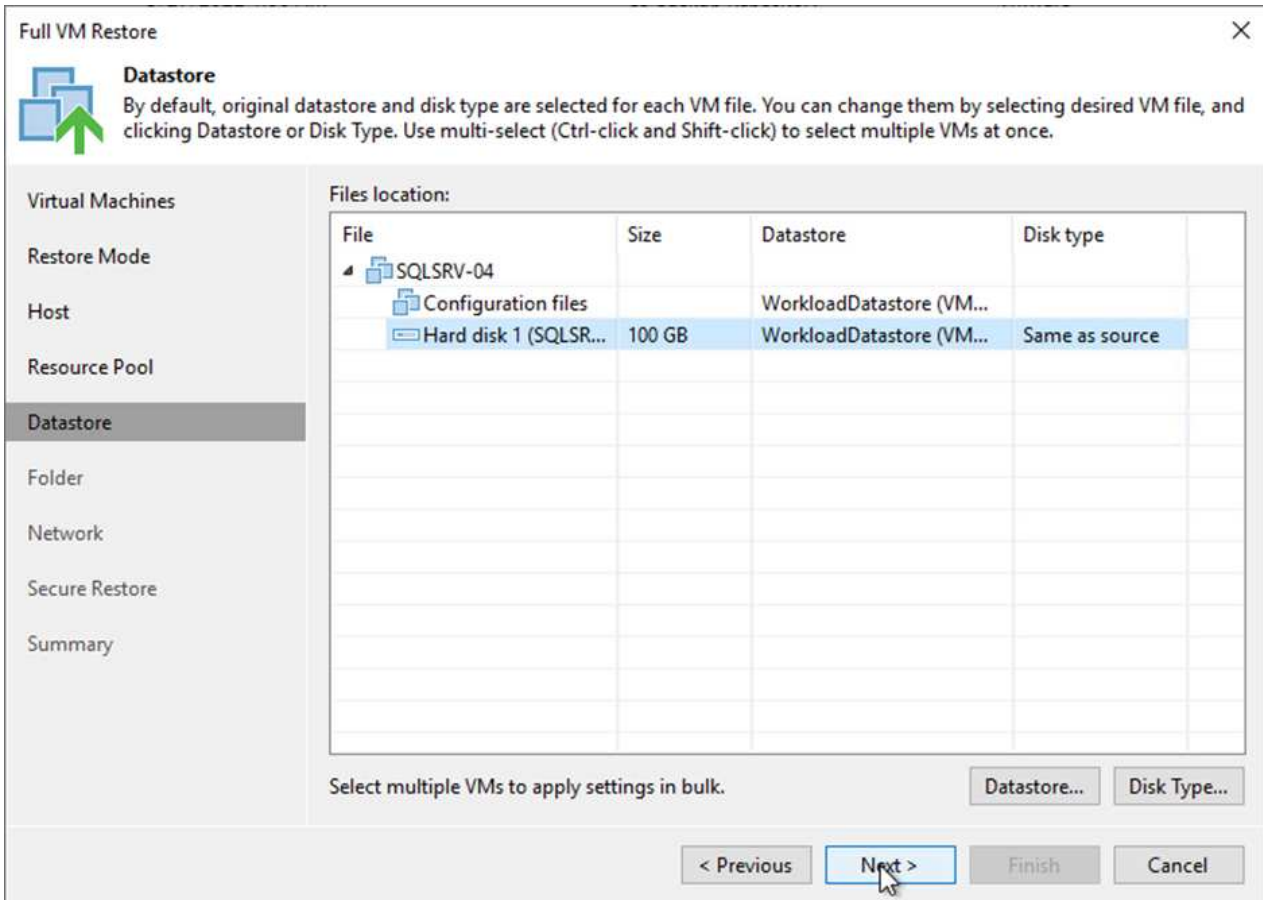 Full VM Restore
Datastore
By default, original datastore and disk type are selected for each VM file. You can change them by selecting desired VM file, and
clicking Datastore or Disk Type. Use multi-select (Ctrl-click and Shift-click) to select multiple VMs at once.
Virtual Machines
Restore Mode
Host
Resource Pool
Datastore
Folder
Network
Secure Restore
Summary
Files location:
File Size Datastore Disk type
SQLSRV-04
Configuration files WorkloadDatastore (VM...
Hard disk 1 (SQLSR... 100 GB WorkloadDatastore (VM... Same as source
Select multiple VMs to apply settings in bulk.
Datastore... Disk Type...
< Previous Next > Finish Cancel